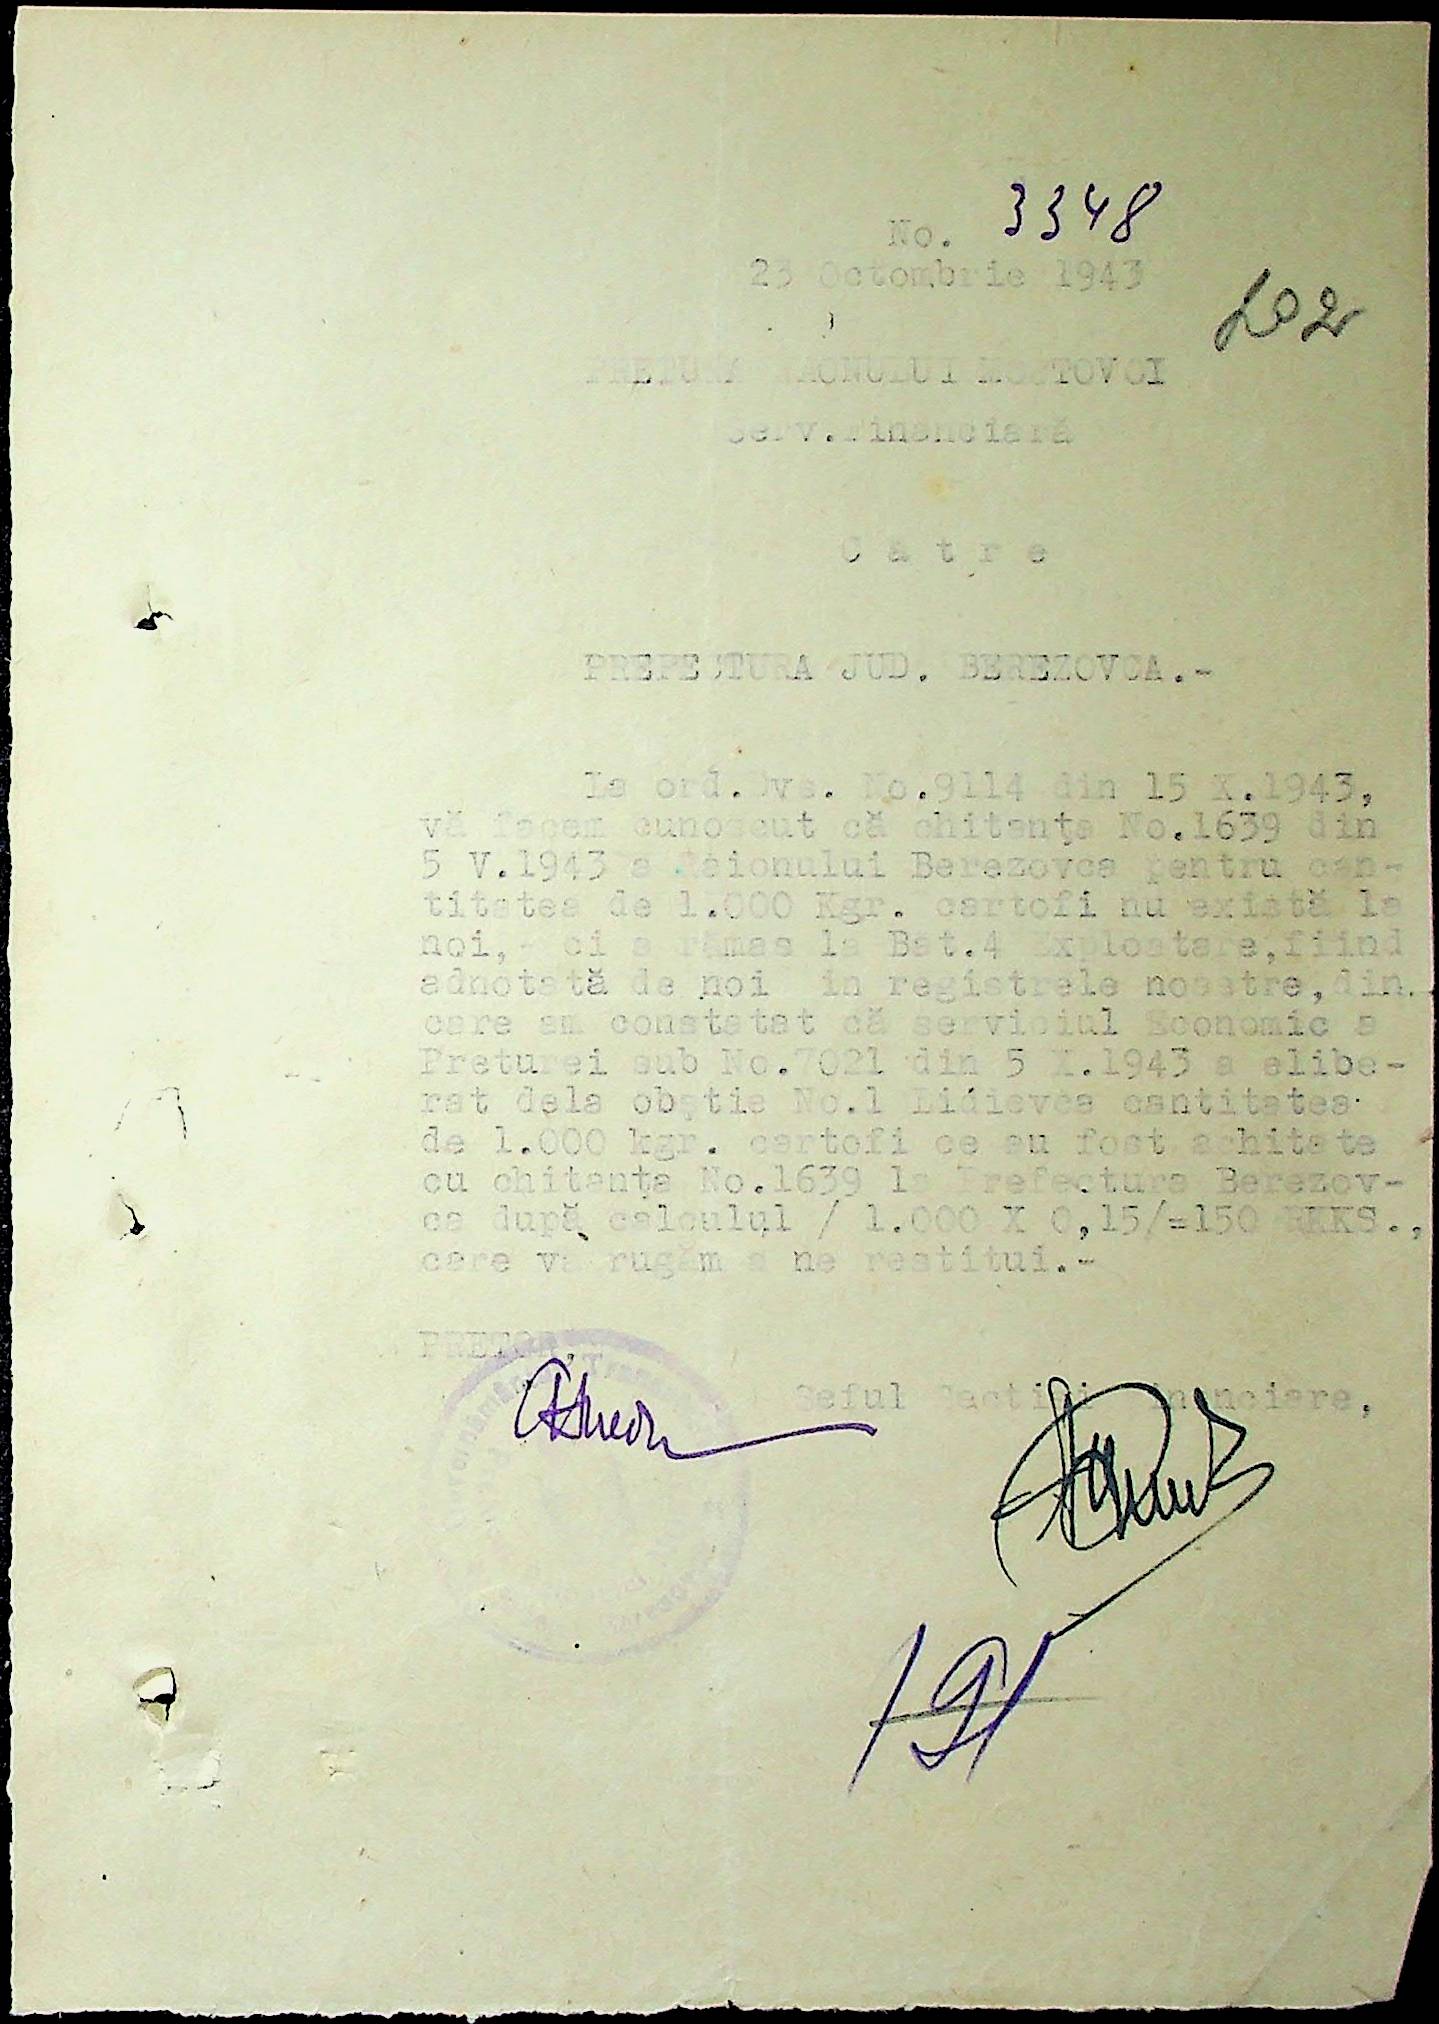 No. 3348
23 Octombrie 1943
202
PRETURA RAIONULUI MOSTOVOI
Serv.Financiară
C ă t r e
PREFECTURA JUD. BEREZOVCA.-
La ord.Dvs. No.9114 din 15 X.1943,
vă facem cunoscut că chitanța No.1639 din
5 V.1943 a Raionului Berezovca pentru can-
titatea de 1.000 Kgr. cartofi nu există la
noi,- ci a rămas la Bat.4 Exploatare,fiind
adnotată de noi in registrele noastre,din
care am constatat că serviciul Economic a
Preturei sub No.7021 din 5 X.1943 a elibe-
rat dela obștie No.1 Lidievca cantitatea
de 1.000 kgr. cartofi ce au fost achitate
cu chitanța No.1639 la Prefectura Berezov-
ca după calculul / 1.000 X 0,15/=150 RKKS.,
care vă rugăm a ne restitui.-
PRETOR,
Seful Sectiei Financiare,